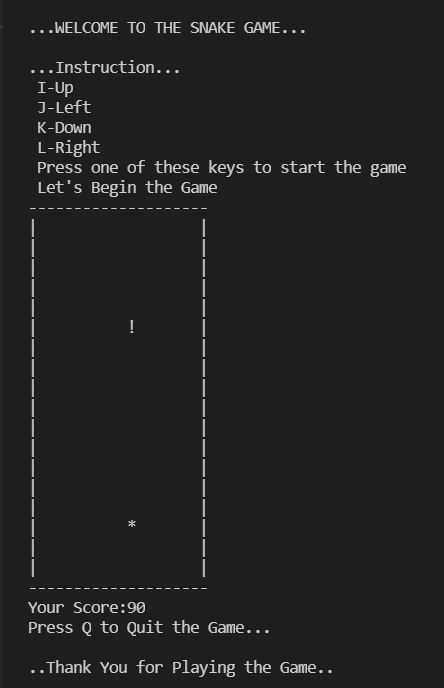 ...WELCOME TO THE SNAKE GAME...

...Instruction...
 I-Up
 J-Left
 K-Down
 L-Right
 Press one of these keys to start the game
 Let's Begin the Game
--------------------
|                  |
|                  |
|                  |
|                  |
|                  |
|          !       |
|                  |
|                  |
|                  |
|                  |
|                  |
|                  |
|                  |
|                  |
|                  |
|          *       |
|                  |
|                  |
--------------------
Your Score:90
Press Q to Quit the Game...

..Thank You for Playing the Game..